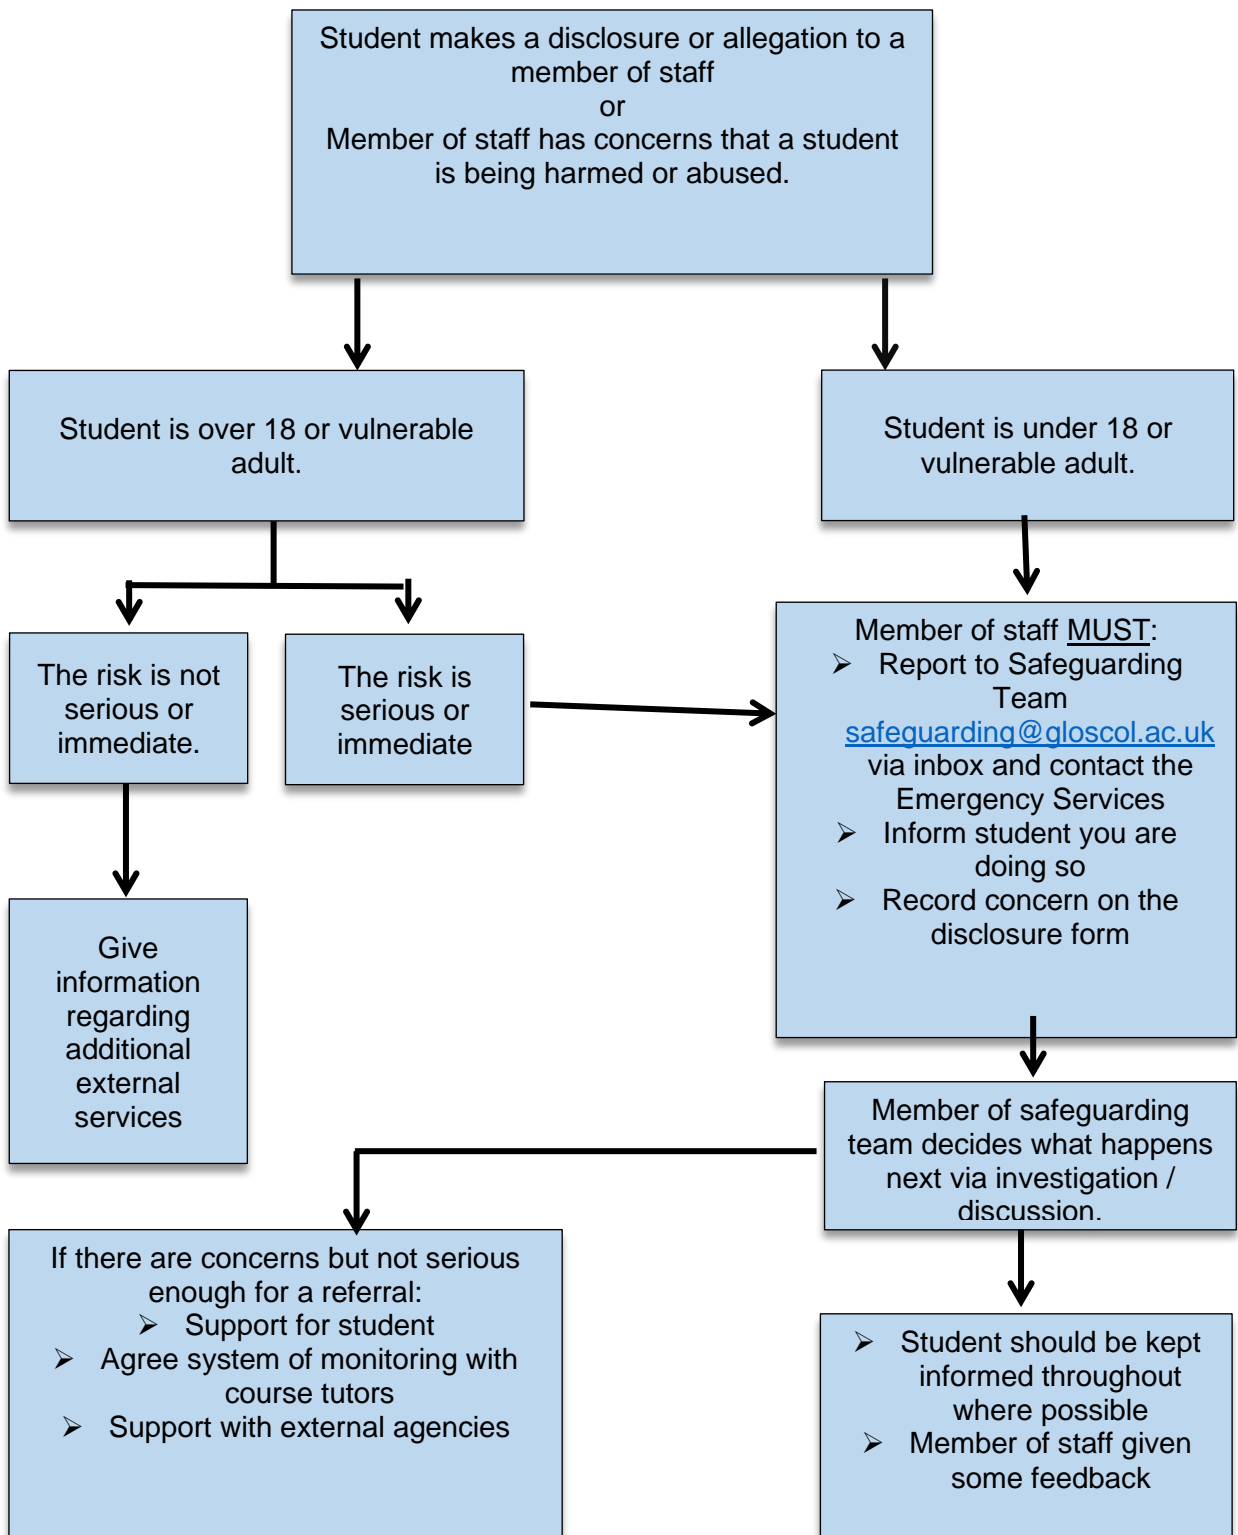 Student makes a disclosure or allegation to a
member of staff
or
Member of staff has concerns that a student
is being harmed or abused.
Student is over 18 or vulnerable
adult.
Student is under 18 or
vulnerable adult.
The risk is not
serious or
immediate.
The risk is
serious or
immediate
Member of staff MUST:
➢ Report to Safeguarding
Team
safeguarding@gloscol.ac.uk
via inbox and contact the
Emergency Services
➢ Inform student you are
doing so
➢ Record concern on the
disclosure form
Give
information
regarding
additional
external
services
Member of safeguarding
team decides what happens
next via investigation /
discussion.
If there are concerns but not serious
enough for a referral:
➢ Support for student
➢ Agree system of monitoring with
course tutors
➢ Support with external agencies
➢ Student should be kept
informed throughout
where possible
➢ Member of staff given
some feedback